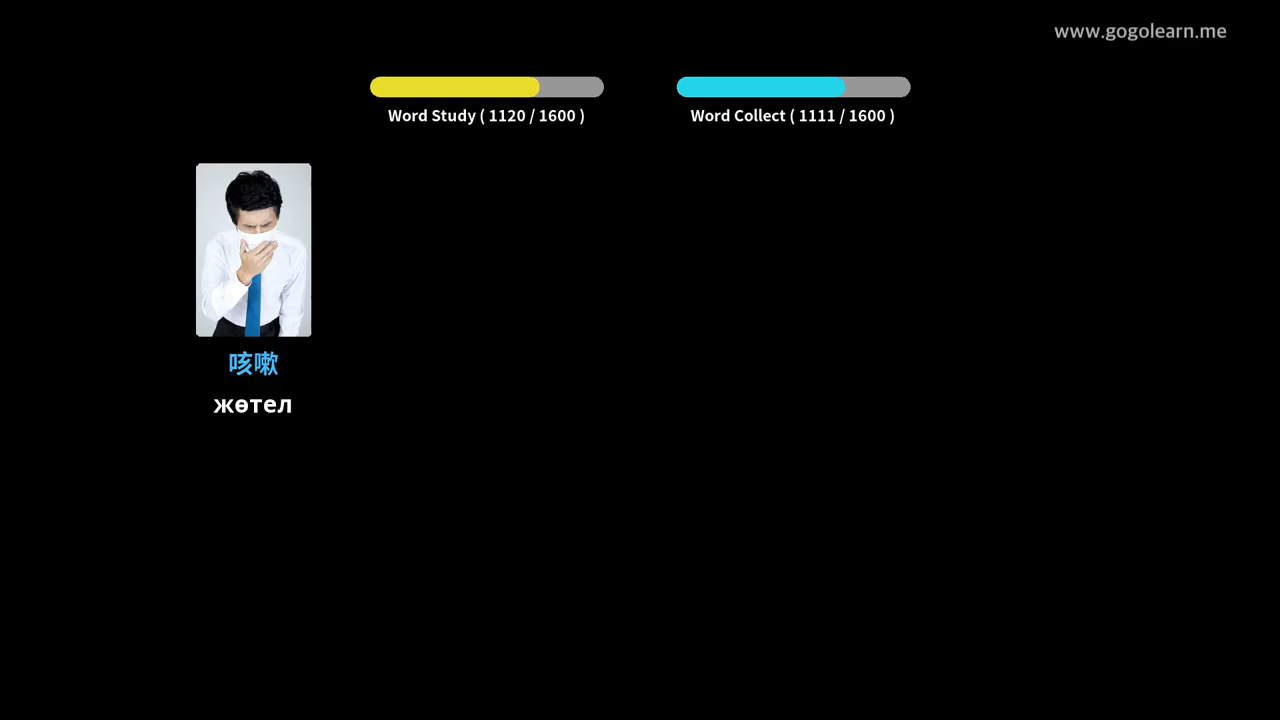 www.gogolearn.me
Word Study ( 1120 / 1600 )
Word Collect ( 1111 / 1600 )
咳嗽
жөтел